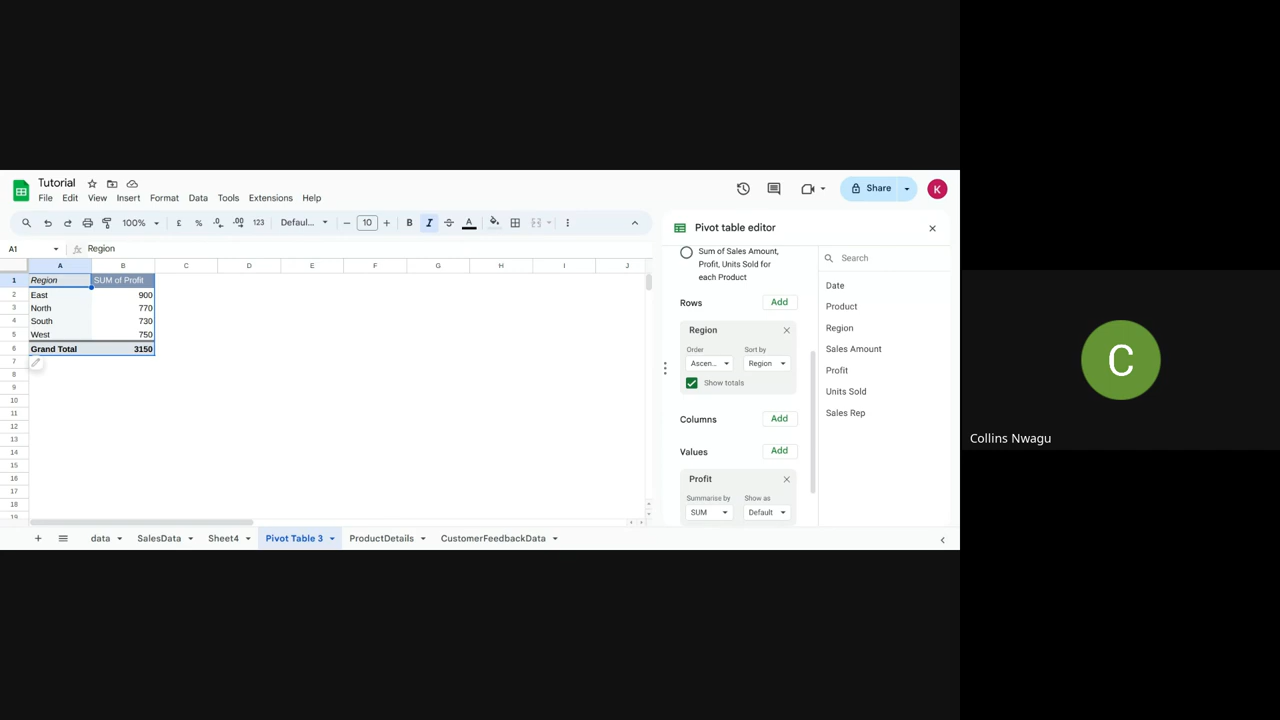 Tutorial
File Edit View Insert Format Data Tools Extensions Help
Share
K
100% £ % .0 .00 123 Defaul... 10 B I A
A1 fx Region
A B C D E F G H I J
1 Region SUM of Profit
2 East 900
3 North 770
4 South 730
5 West 750
6 Grand Total 3150
7
8
9
10
11
12
13
14
15
16
17
18
19
Pivot table editor
Sum of Sales Amount,
Profit, Units Sold for
each Product
Rows Add
Region
Order Sort by
Ascen... Region
Show totals
Columns Add
Values Add
Profit
Summarise by Show as
SUM Default
Search
Date
Product
Region
Sales Amount
Profit
Units Sold
Sales Rep
data SalesData Sheet4 Pivot Table 3 ProductDetails CustomerFeedbackData
C
Collins Nwagu